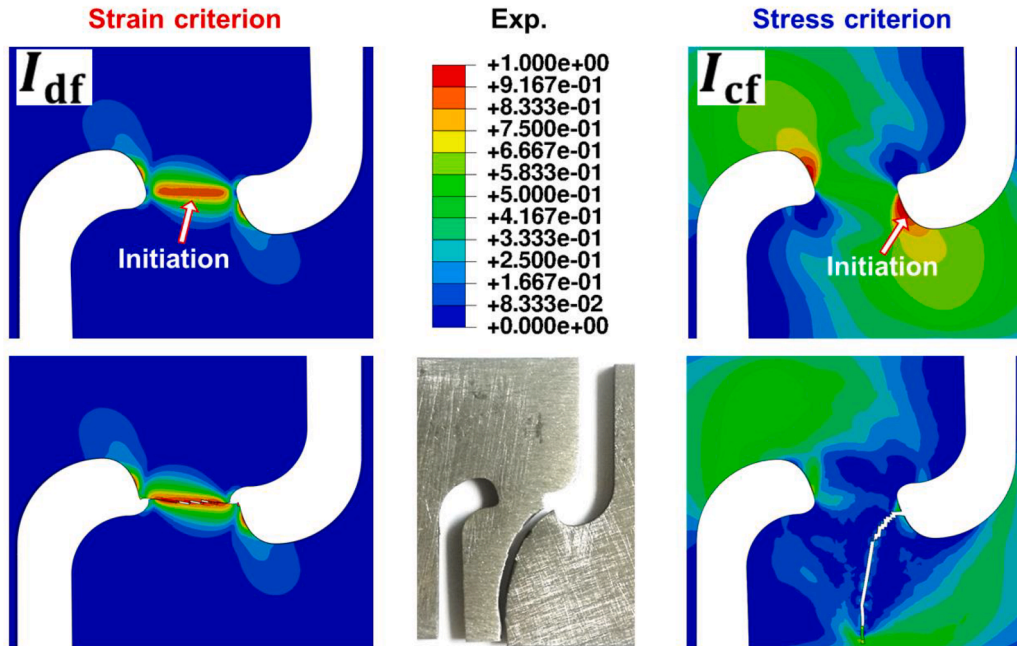 Strain criterion
Exp.
Stress criterion
I_df
+1.000e+00
+9.167e-01
+8.333e-01
+7.500e-01
+6.667e-01
+5.833e-01
+5.000e-01
+4.167e-01
+3.333e-01
+2.500e-01
+1.667e-01
+8.333e-02
+0.000e+00
I_cf
Initiation
Initiation